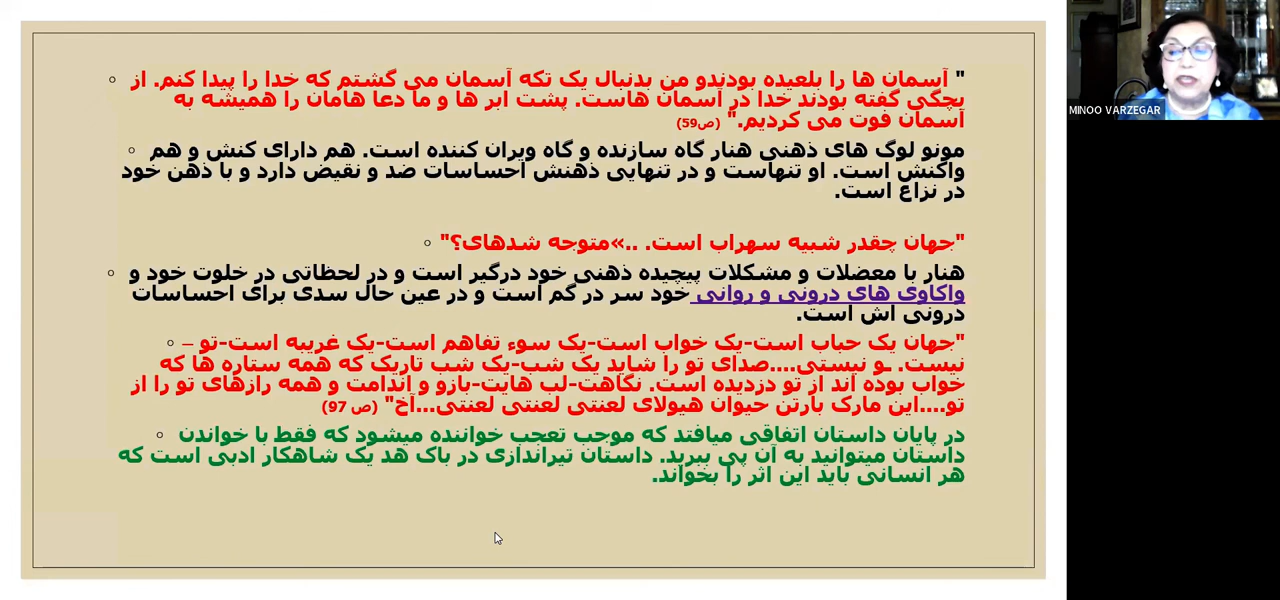 " آسمان ها را بلعیده بودندو من بدنبال یک تکه آسمان می گشتم که خدا را پیدا کنم. از
بچگی گفته بودند خدا در آسمان هاست. پشت ابر ها و ما دعا هامان را همیشه به
آسمان فوت می کردیم." (ص59)
مونو لوگ های ذهنی هنار گاه سازنده و گاه ویران کننده است. هم دارای کنش و هم
واکنش است. او تنهاست و در تنهایی ذهنش احساسات ضد و نقیض دارد و با ذهن خود
در نزاع است.
"جهان چقدر شبیه سهراب است. ..»متوجه شدهای؟"
هنار با معضلات و مشکلات پیچیده ذهنی خود درگیر است و در لحظاتی در خلوت خود و
واکاوی های درونی و روانی خود سر در گم است و در عین حال سدی برای احساسات
درونی اش است.
"جهان یک حباب است-یک خواب است-یک سوء تفاهم است-یک غریبه است-تو –
نیست. ـو نیستی....صدای تو را شاید یک شب-یک شب تاریک که همه ستاره ها که
خواب بوده اند از تو دزدیده است. نگاهت-لب هایت-بازو و اندامت و همه رازهای تو را از
تو....این مارک بارتن حیوان هیولای لعنتی لعنتی لعنتی...آخ" (ص 97)
در پایان داستان اتفاقی میافتد که موجب تعجب خواننده میشود که فقط با خواندن
داستان میتوانید به آن پی ببرید. داستان تیراندازی در باک هد یک شاهکار ادبی است که
هر انسانی باید این اثر را بخواند.
MINOO VARZEGAR